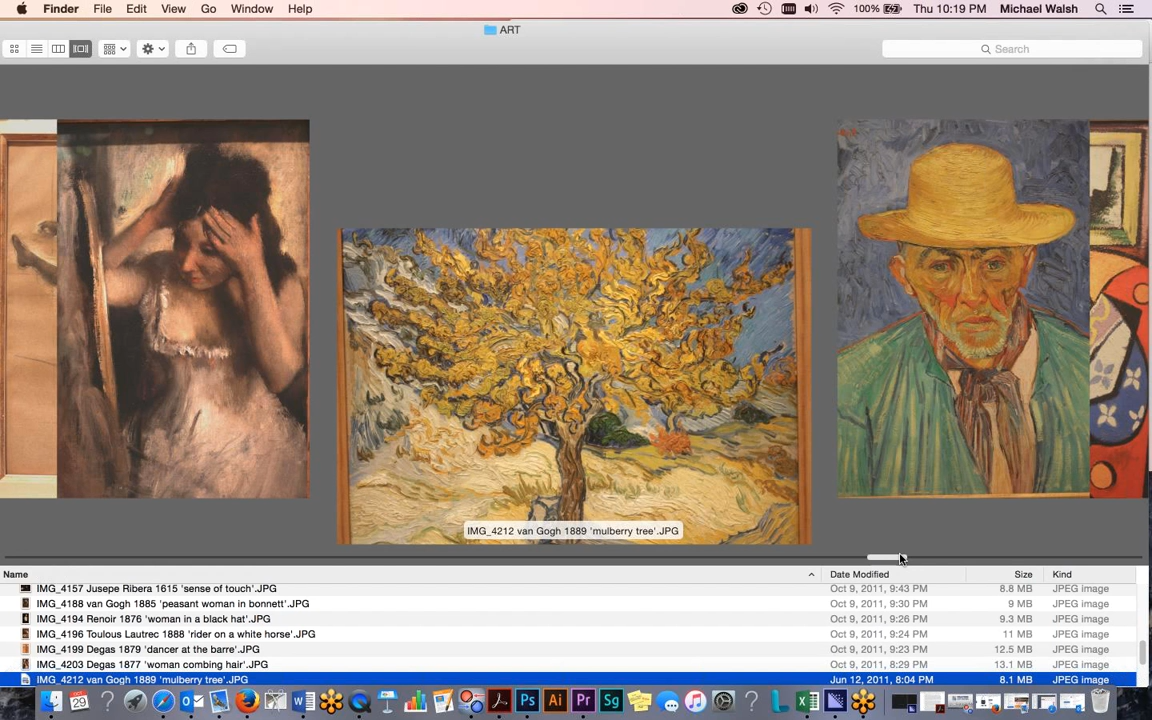 Finder File Edit View Go Window Help 100% Thu 10:19 PM Michael Walsh
ART
Search
IMG_4212 van Gogh 1889 'mulberry tree'.JPG
Name Date Modified Size Kind
IMG_4157 Jusepe Ribera 1615 'sense of touch'.JPG Oct 9, 2011, 9:43 PM 8.8 MB JPEG image
IMG_4188 van Gogh 1885 'peasant woman in bonnett'.JPG Oct 9, 2011, 9:30 PM 9 MB JPEG image
IMG_4194 Renoir 1876 'woman in a black hat'.JPG Oct 9, 2011, 9:26 PM 9.3 MB JPEG image
IMG_4196 Toulous Lautrec 1888 'rider on a white horse'.JPG Oct 9, 2011, 9:24 PM 11 MB JPEG image
IMG_4199 Degas 1879 'dancer at the barre'.JPG Oct 9, 2011, 9:23 PM 12.5 MB JPEG image
IMG_4203 Degas 1877 'woman combing hair'.JPG Oct 9, 2011, 8:29 PM 13.1 MB JPEG image
IMG_4212 van Gogh 1889 'mulberry tree'.JPG Jun 12, 2011, 8:04 PM 8.1 MB JPEG image
29 ? W Ps Ai Pr Sg ? L X